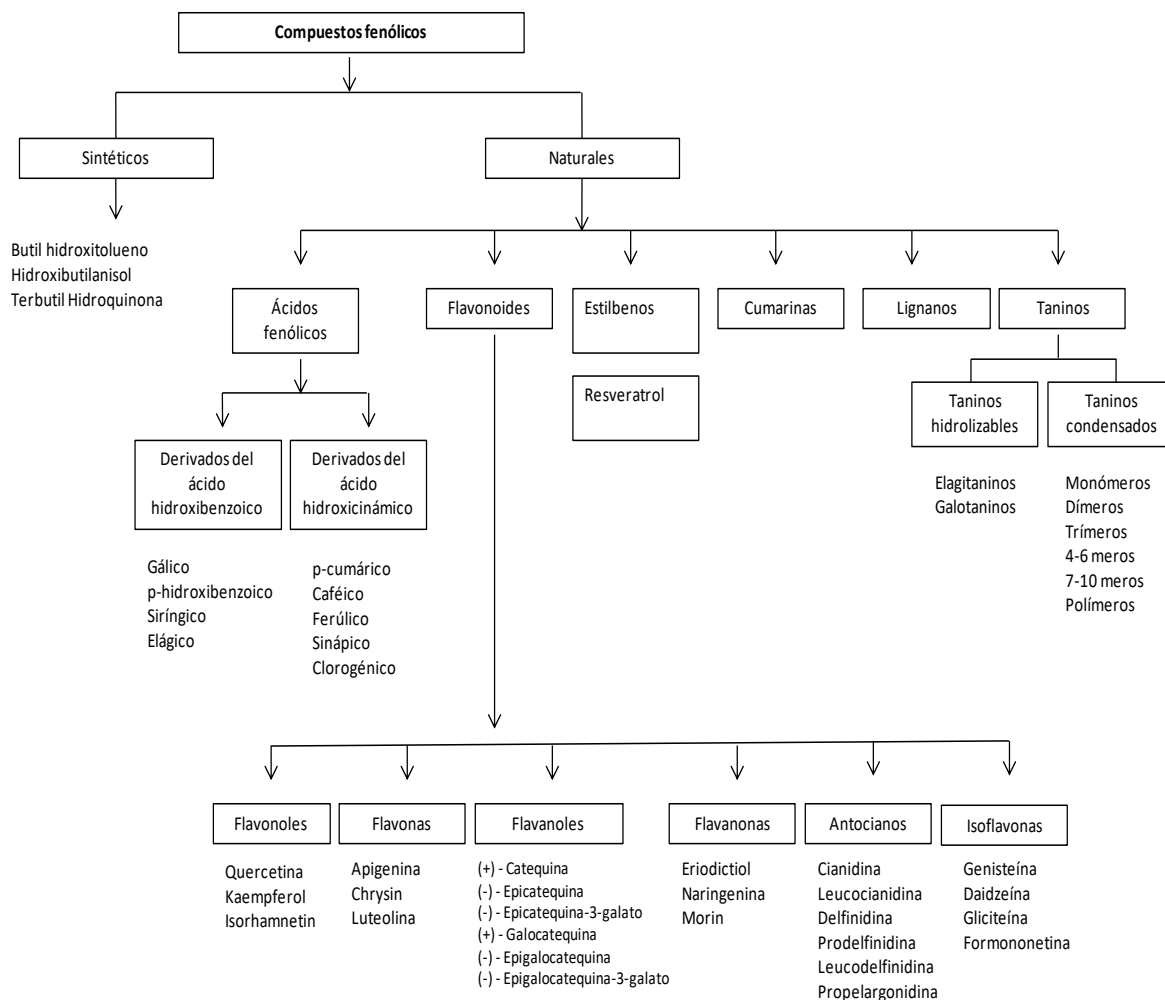 Compuestos fenólicos
Sintéticos
Naturales
Butil hidroxitolueno
Hidroxibutilanisol
Terbutil Hidroquinona
Ácidos
fenólicos
Flavonoides
Estilbenos
Cumarinas
Lignanos
Taninos
Resveratrol
Taninos
hidrolizables
Taninos
condensados
Derivados del
ácido
hidroxibenzoico
Derivados del
ácido
hidroxicinámico
Elagitaninos
Galotaninos
Monómeros
Dímeros
Trímeros
4-6 meros
7-10 meros
Polímeros
Gálico
p-hidroxibenzoico
Siríngico
Elágico
p-cumárico
Caféico
Ferúlico
Sinápico
Clorogénico
Flavonoles
Flavonas
Flavanoles
Flavanonas
Antocianos
Isoflavonas
Quercetina
Kaempferol
Isorhamnetin
Apigenina
Chrysin
Luteolina
(+) - Catequina
(-) - Epicatequina
(-) - Epicatequina-3-galato
(+) - Galocatequina
(-) - Epigalocatequina
(-) - Epigalocatequina-3-galato
Eriodictiol
Naringenina
Morin
Cianidina
Leucocianidina
Delfinidina
Prodelfinidina
Leucodelfinidina
Propelargonidina
Genisteína
Daidzeína
Gliciteína
Formononetina